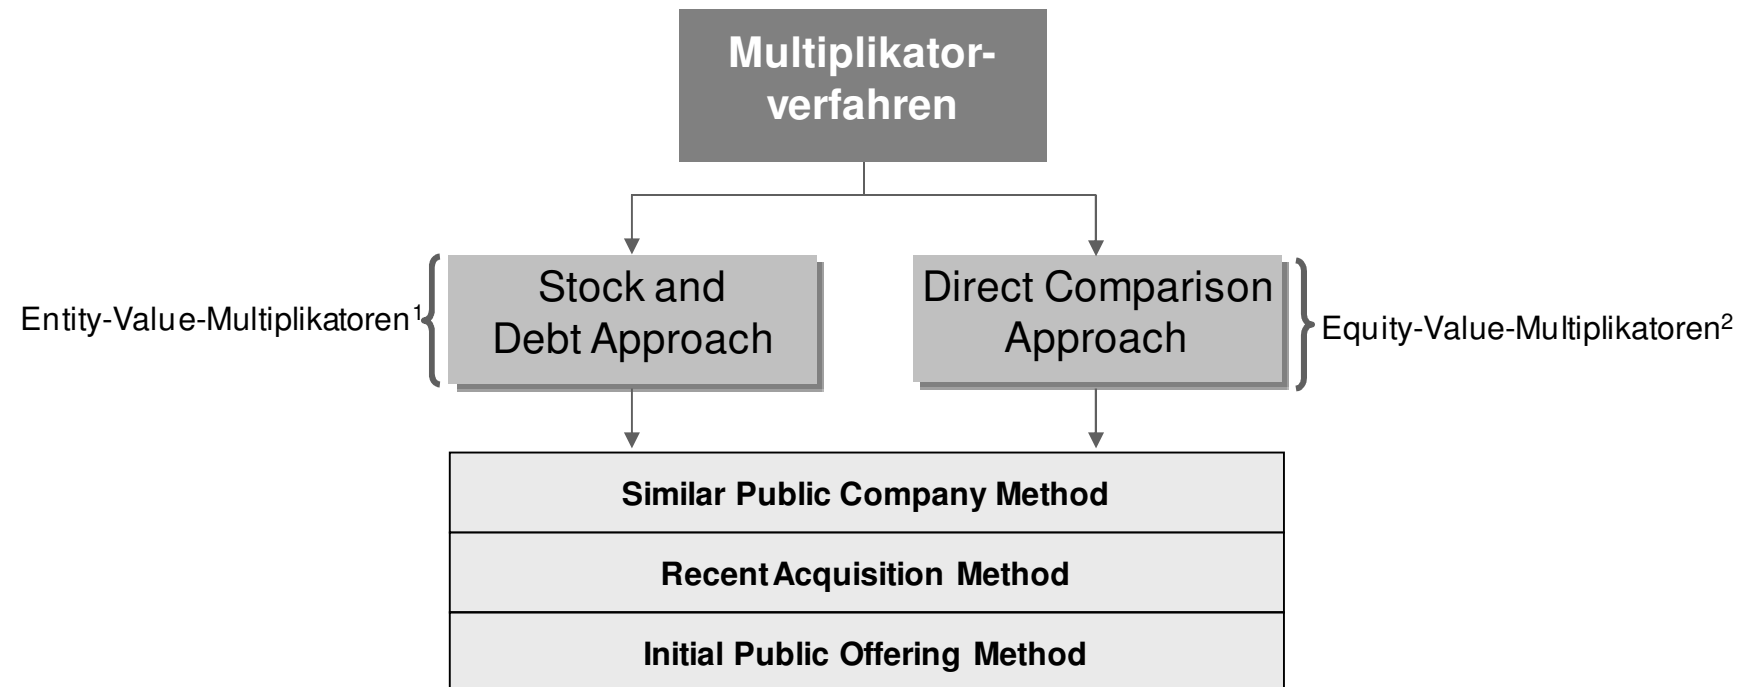 Multiplikator-
verfahren
Stock and
Debt Approach
Direct Comparison
Approach
Entity-Value-Multiplikatoren¹
Equity-Value-Multiplikatoren²
Similar Public Company Method
Recent Acquisition Method
Initial Public Offering Method